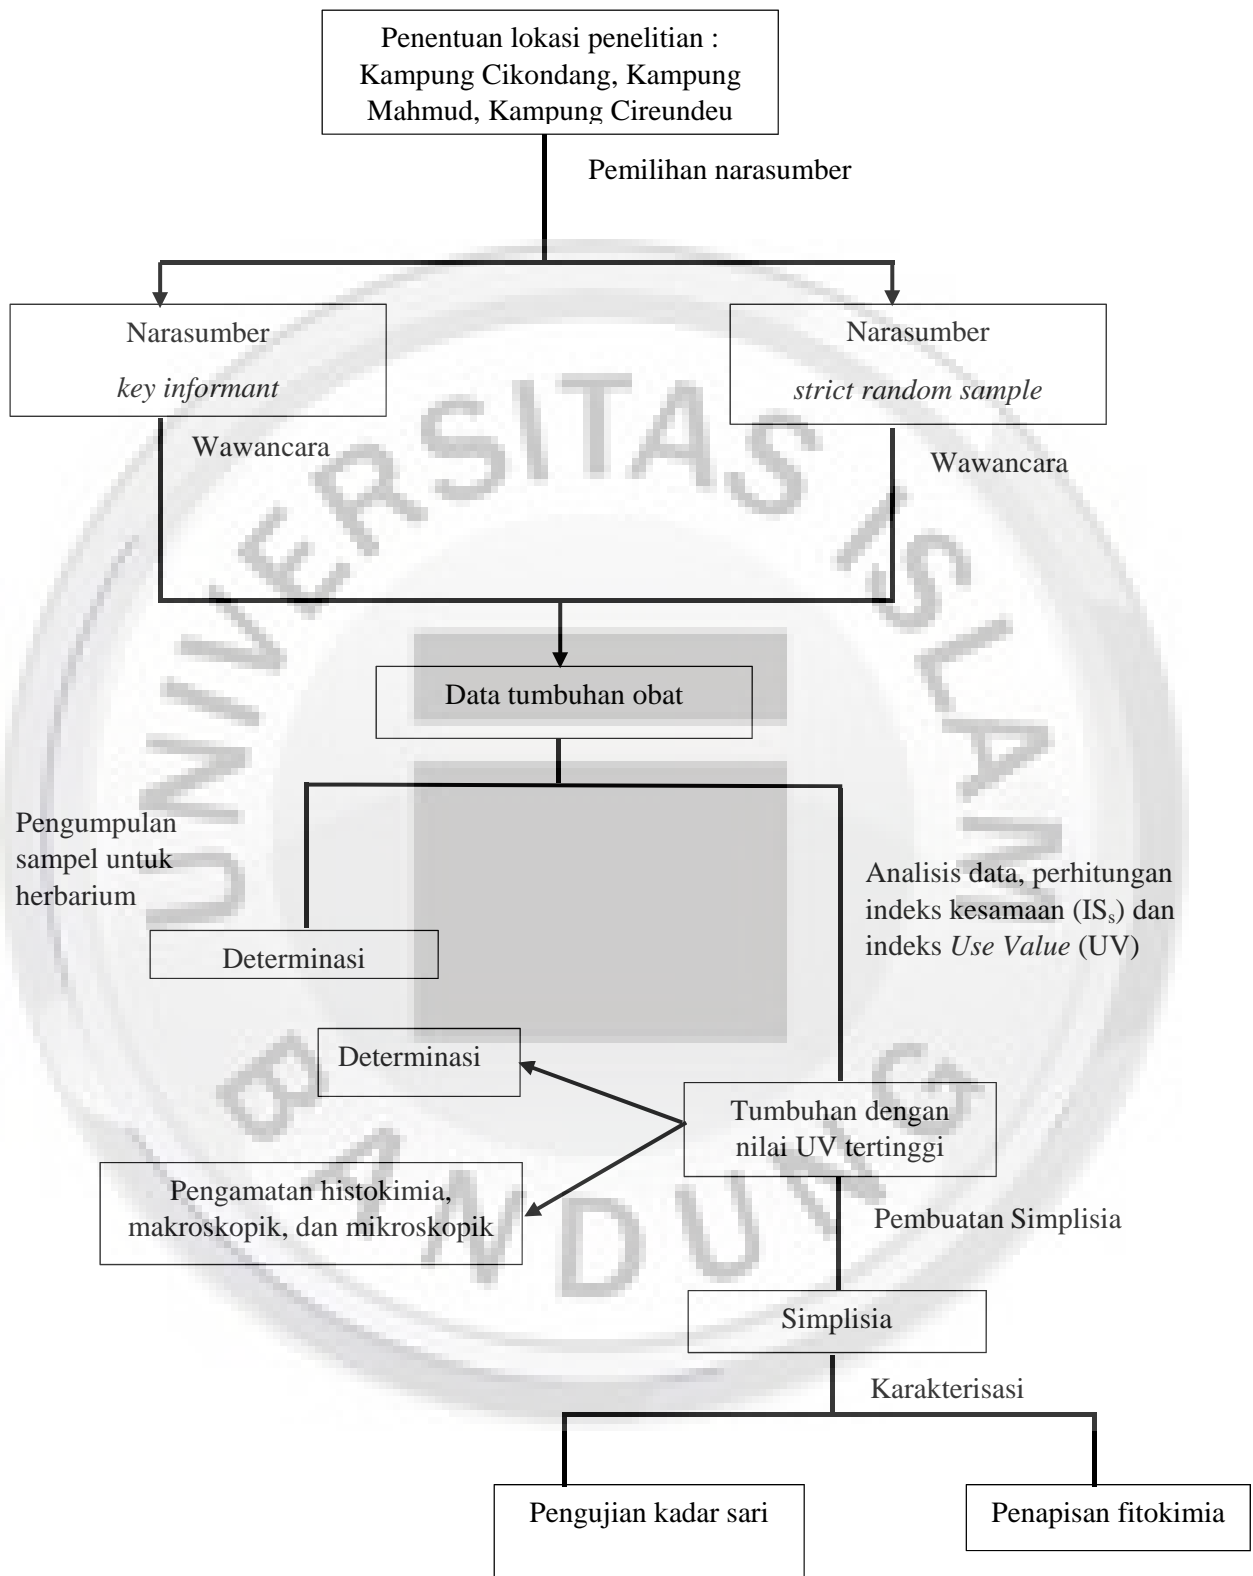 Penentuan lokasi penelitian :
Kampung Cikondang, Kampung
Mahmud, Kampung Cireundeu
Pemilihan narasumber
Narasumber
key informant
Narasumber
strict random sample
Wawancara
Wawancara
Data tumbuhan obat
Pengumpulan
sampel untuk
herbarium
Analisis data, perhitungan
indeks kesamaan (ISₛ) dan
indeks Use Value (UV)
Determinasi
Determinasi
Tumbuhan dengan
nilai UV tertinggi
Pengamatan histokimia,
makroskopik, dan mikroskopik
Pembuatan Simplisia
Simplisia
Karakterisasi
Pengujian kadar sari
Penapisan fitokimia
UNIVERSITAS ISLAM
BANDUNG